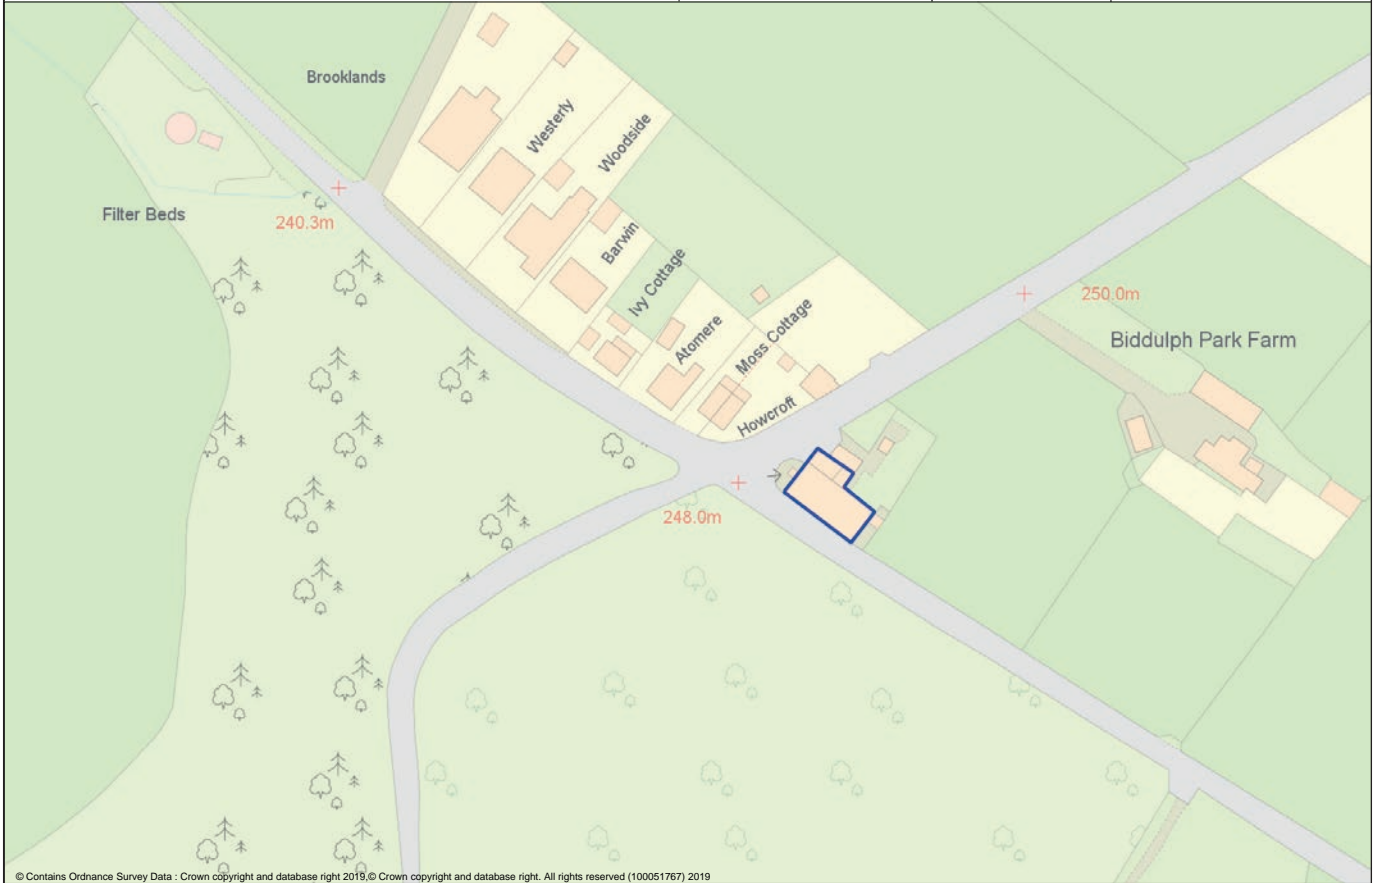 Brooklands
Westerly
Woodside
Filter Beds
240.3m
Barwin
Ivy Cottage
250.0m
Atomere
Moss Cottage
Biddulph Park Farm
Howcroft
248.0m
© Contains Ordnance Survey Data : Crown copyright and database right 2019,© Crown copyright and database right. All rights reserved (100051767) 2019